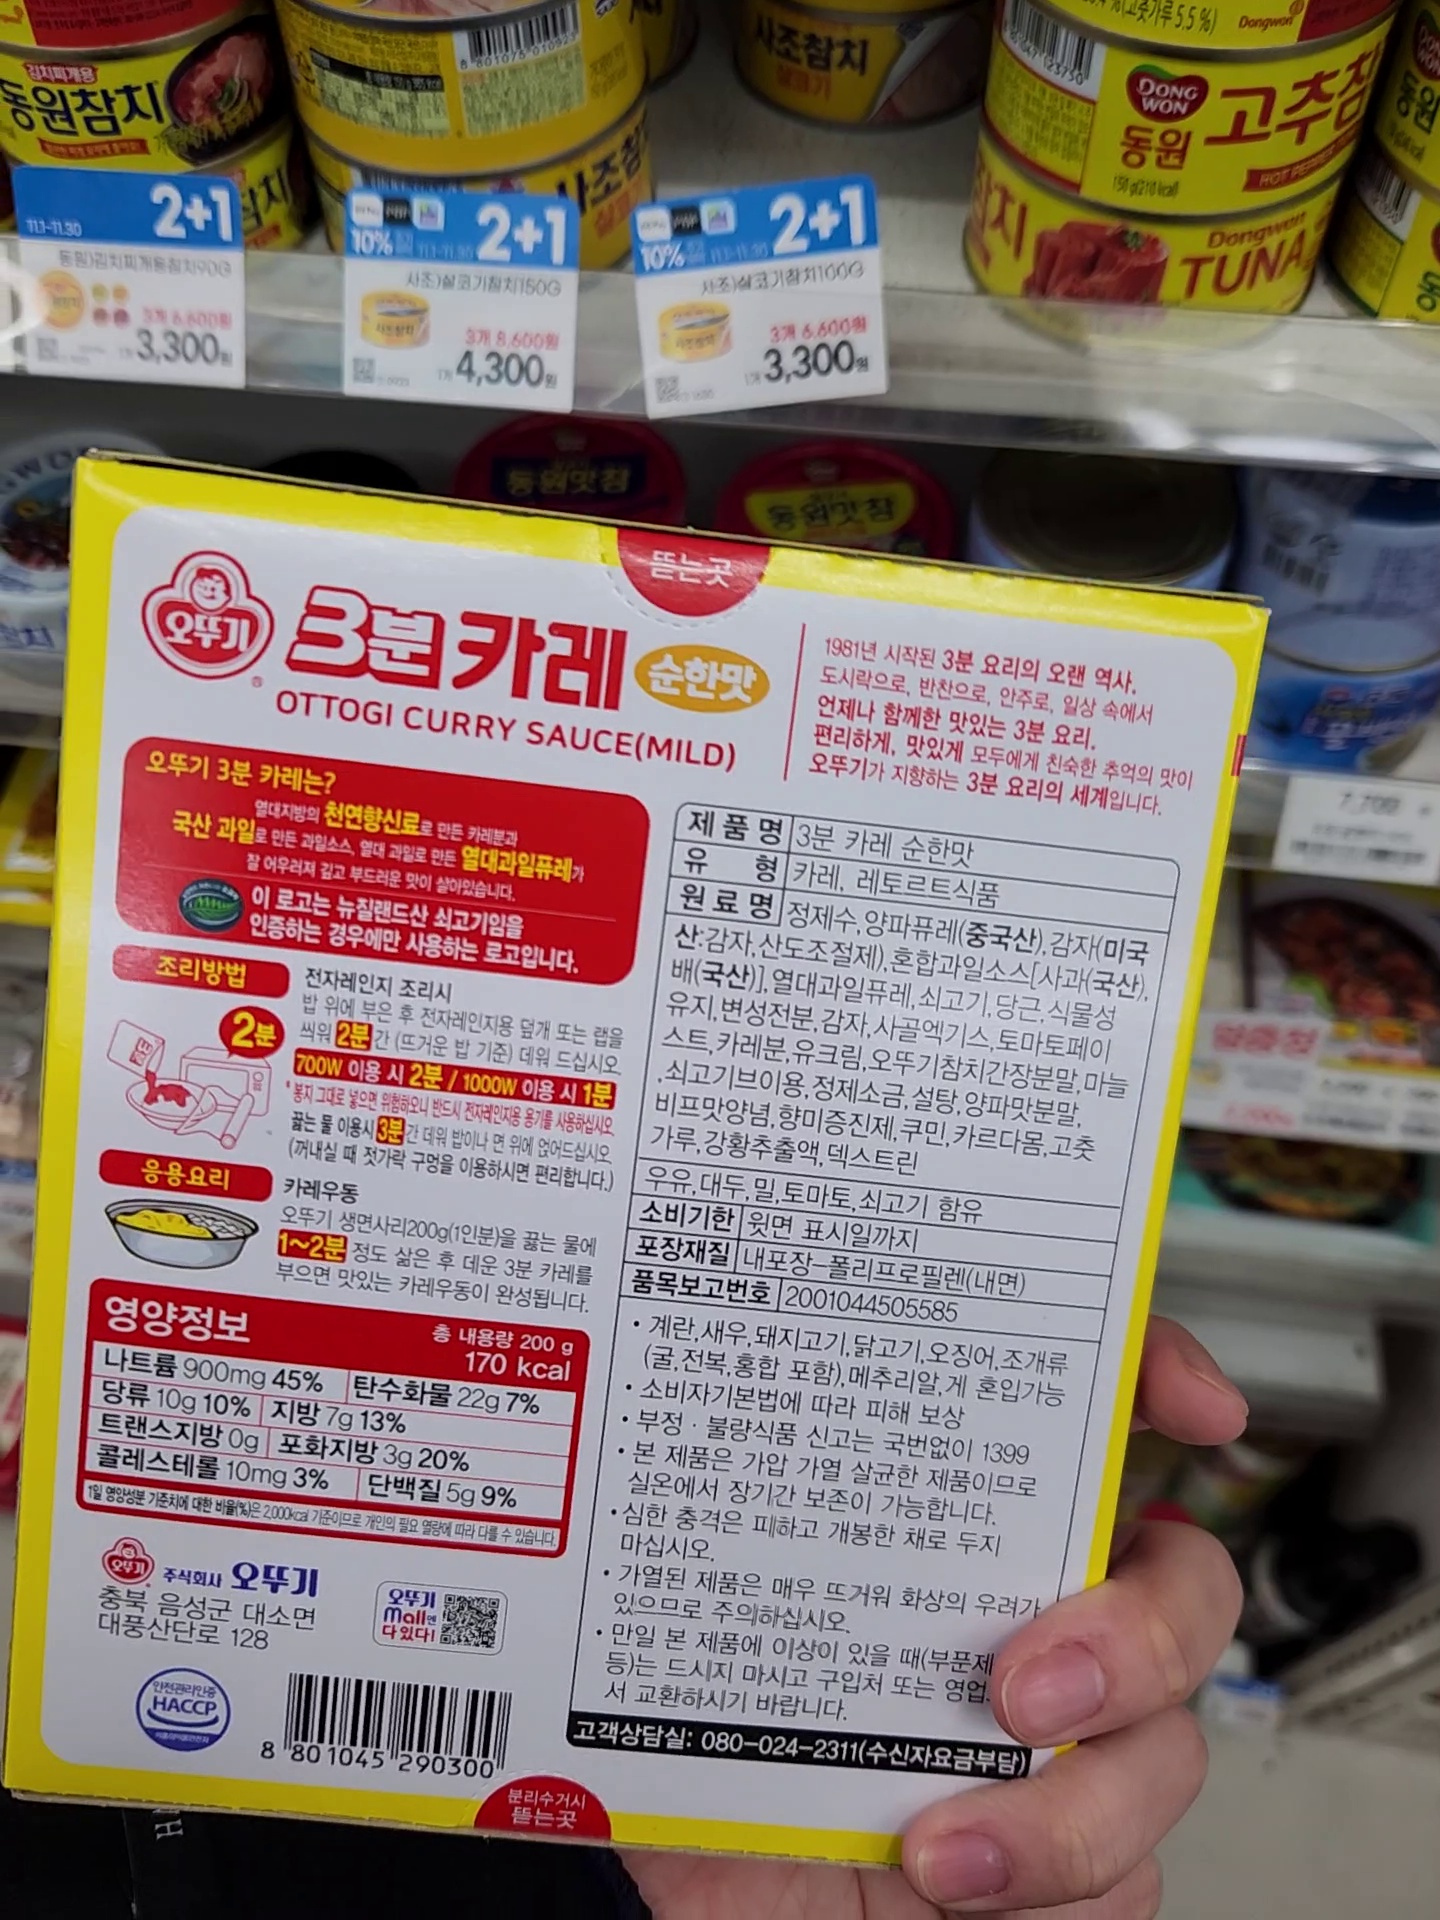 김치찌개용
동원참치
8 801075 0109
사조참치
살코기
(고춧가루 5.5 %)
Dongwon
DONG WON
동원
고추참
HOT PEPPER
150 g(210 kcal)
Dongwon
TUNA
11.1-11.30
2+1
동원)김치찌개용참치90G
3개 6,600원
1개 3,300원
10%
11.1-11.30
2+1
사조)살코기참치150G
3개 8,600원
1개 4,300원
10%
11.1-11.30
2+1
사조)살코기참치100G
3개 6,600원
1개 3,300원
동원맛참
동원맛참
뜯는곳
오뚜기
3분 카레 순한맛
OTTOGI CURRY SAUCE(MILD)
1981년 시작된 3분 요리의 오랜 역사.
도시락으로, 반찬으로, 안주로, 일상 속에서
언제나 함께한 맛있는 3분 요리.
편리하게, 맛있게 모두에게 친숙한 추억의 맛이
오뚜기가 지향하는 3분 요리의 세계입니다.
오뚜기 3분 카레는?
열대지방의 천연향신료로 만든 카레분과
국산 과일로 만든 과일소스, 열대 과일로 만든 열대과일퓨레가
잘 어우러져 깊고 부드러운 맛이 살아있습니다.
이 로고는 뉴질랜드산 쇠고기임을
인증하는 경우에만 사용하는 로고입니다.
조리방법
2분
전자레인지 조리시
밥 위에 부은 후 전자레인지용 덮개 또는 랩을
씌워 2분간 (뜨거운 밥 기준) 데워 드십시오.
700W 이용 시 2분 / 1000W 이용 시 1분
*봉지 그대로 넣으면 위험하오니 반드시 전자레인지용 용기를 사용하십시오.
끓는 물 이용시 3분간 데워 밥이나 면 위에 얹어드십시오.
(꺼내실 때 젓가락 구멍을 이용하시면 편리합니다.)
응용요리
카레우동
오뚜기 생면사리200g(1인분)을 끓는 물에
1~2분 정도 삶은 후 데운 3분 카레를
부으면 맛있는 카레우동이 완성됩니다.
영양정보
총 내용량 200 g
170 kcal
나트륨 900mg 45% 탄수화물 22g 7%
당류 10g 10% 지방 7g 13%
트랜스지방 0g 포화지방 3g 20%
콜레스테롤 10mg 3% 단백질 5g 9%
1일 영양성분 기준치에 대한 비율(%)은 2,000kcal 기준이므로 개인의 필요 열량에 따라 다를 수 있습니다.
오뚜기 주식회사 오뚜기
충북 음성군 대소면
대풍산단로 128
오뚜기
mall엔
다 있다!
안전관리인증
HACCP
8 801045 290300
분리수거시
뜯는곳
제품명 3분 카레 순한맛
유 형 카레, 레토르트식품
원료명 정제수,양파퓨레(중국산),감자(미국
산:감자,산도조절제),혼합과일소스[사과(국산),
배(국산)],열대과일퓨레,쇠고기,당근,식물성
유지,변성전분,감자,사골엑기스,토마토페이
스트,카레분,유크림,오뚜기참치간장분말,마늘
,쇠고기브이용,정제소금,설탕,양파맛분말,
비프맛양념,향미증진제,쿠민,카르다몸,고춧
가루,강황추출액,덱스트린
우유,대두,밀,토마토,쇠고기 함유
소비기한 윗면 표시일까지
포장재질 내포장-폴리프로필렌(내면)
품목보고번호 2001044505585
• 계란,새우,돼지고기,닭고기,오징어,조개류
(굴,전복,홍합 포함),메추리알,게 혼입가능
• 소비자기본법에 따라 피해 보상
• 부정 · 불량식품 신고는 국번없이 1399
• 본 제품은 가압 가열 살균한 제품이므로
실온에서 장기간 보존이 가능합니다.
• 심한 충격은 피하고 개봉한 채로 두지
마십시오.
• 가열된 제품은 매우 뜨거워 화상의 우려가
있으므로 주의하십시오.
• 만일 본 제품에 이상이 있을 때(부푼제
등)는 드시지 마시고 구입처 또는 영업
서 교환하시기 바랍니다.
고객상담실: 080-024-2311(수신자요금부담)